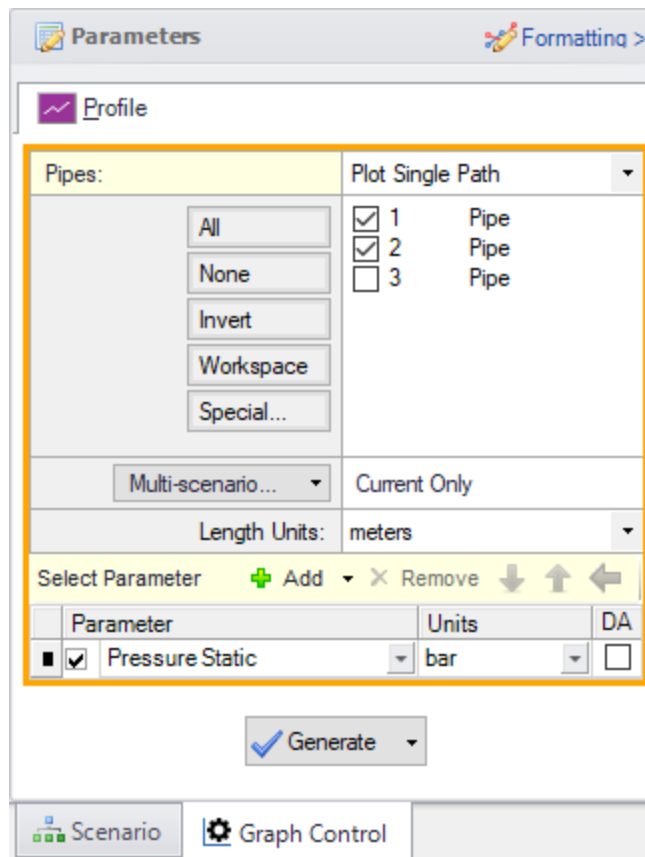 Parameters Formatting >
Profile
Pipes: Plot Single Path
All 1 Pipe
2 Pipe
None 3 Pipe
Invert
Workspace
Special...
Multi-scenario... Current Only
Length Units: meters
Select Parameter Add Remove
Parameter Units DA
Pressure Static bar
Generate
Scenario Graph Control